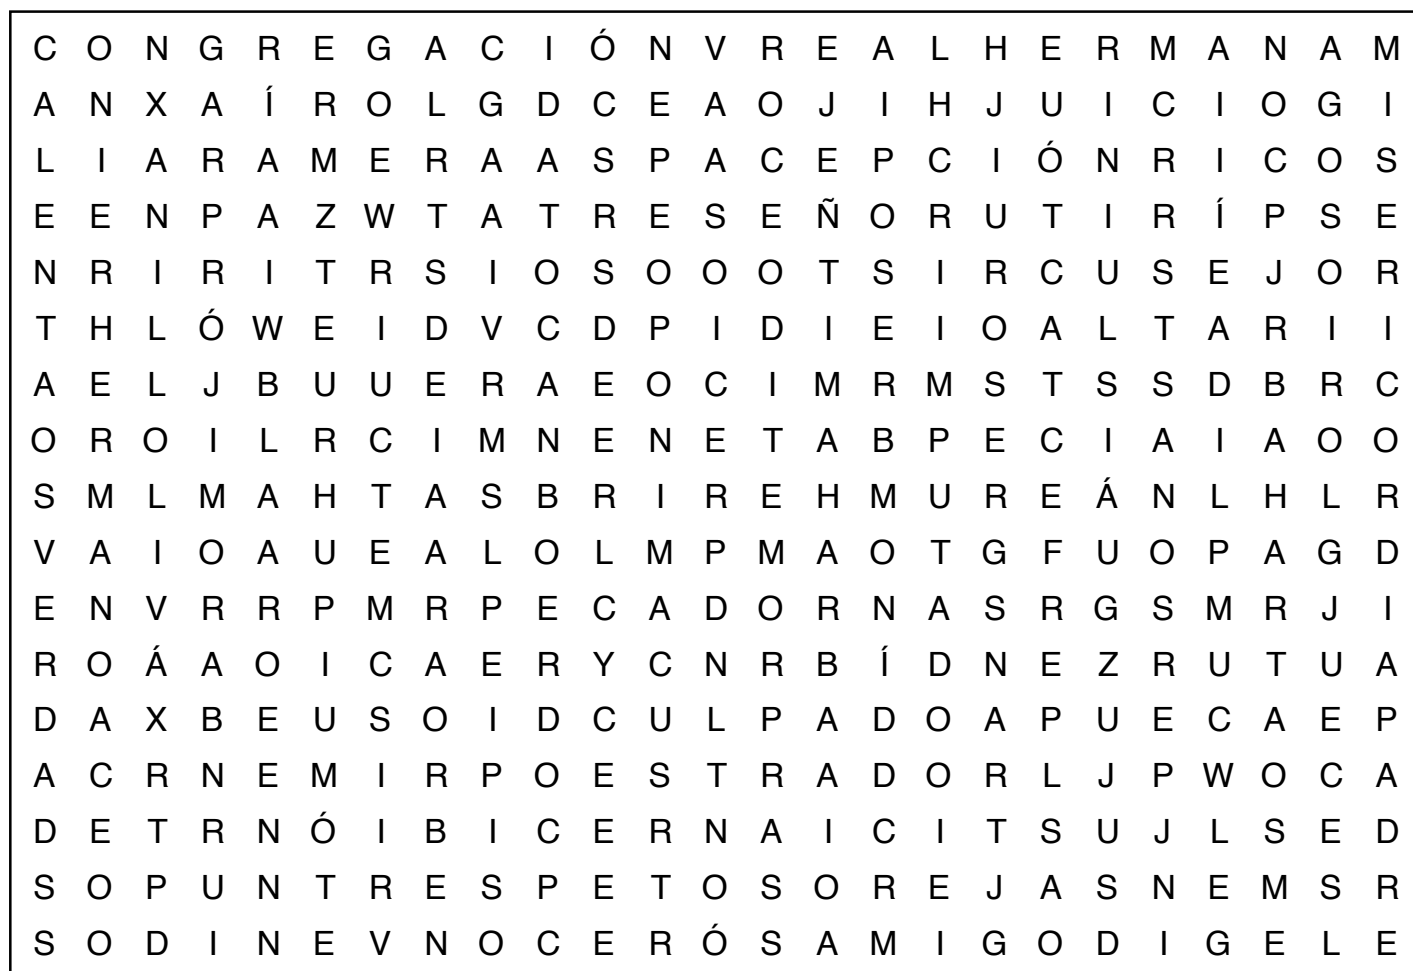 C O N G R E G A C I Ó N V R E A L H E R M A N A M
A N X A Í R O L G D C E A O J I H J U I C I O G I
L I A R A M E R A A S P A C E P C I Ó N R I C O S
E E N P A Z W T A T R E S E Ñ O R U T I R Í P S E
N R I R I T R S I O S O O O T S I R C U S E J O R
T H L Ó W E I D V C D P I D I E I O A L T A R I I
A E L J B U U E R A E O C I M R M S T S S D B R C
O R O I L R C I M N E N E T A B P E C I A I A O O
S M L M A H T A S B R I R E H M U R E Á N L H L R
V A I O A U E A L O L M P M A O T G F U O P A G D
E N V R R P M R P E C A D O R N A S R G S M R J I
R O Á A O I C A E R Y C N R B Í D N E Z R U T U A
D A X B E U S O I D C U L P A D O A P U E C A E P
A C R N E M I R P O E S T R A D O R L J P W O C A
D E T R N Ó I B I C E R N A I C I T S U J L S E D
S O P U N T R E S P E T O S O R E J A S N E M S R
S O D I N E V N O C E R Ó S A M I G O D I G E L E